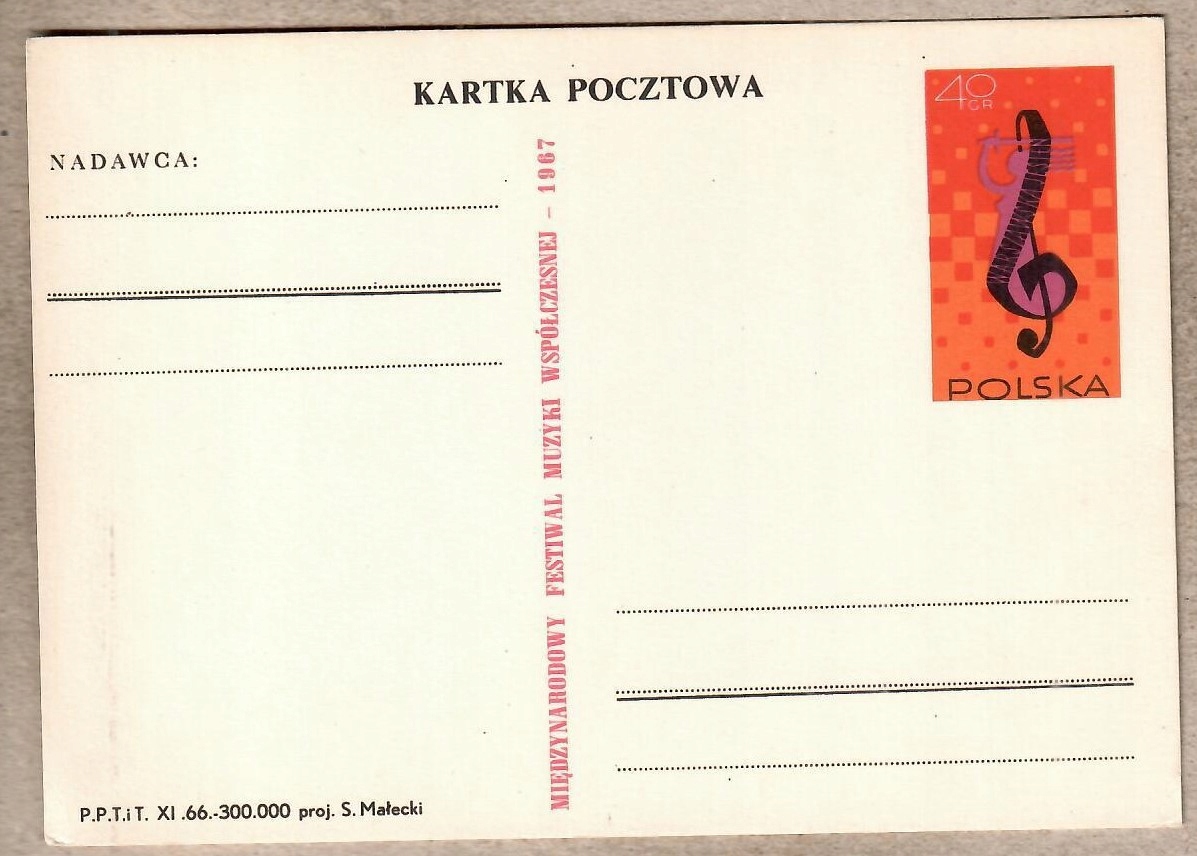 KARTKA POCZTOWA
NADAWCA:
MIĘDZYNARODOWY FESTIWAL MUZYKI WSPÓŁCZESNEJ – 1967
40
GR
POLSKA
P.P.T.i T. XI .66.-300.000 proj. S. Małecki